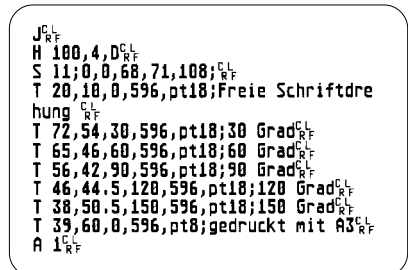 J␍␊
H 100,4,D␍␊
S l1;0,0,68,71,108;␍␊
T 20,10,0,596,pt18;Freie Schriftdre
hung ␍␊
T 72,54,30,596,pt18;30 Grad␍␊
T 65,46,60,596,pt18;60 Grad␍␊
T 56,42,90,596,pt18;90 Grad␍␊
T 46,44.5,120,596,pt18;120 Grad␍␊
T 38,50.5,150,596,pt18;150 Grad␍␊
T 39,60,0,596,pt8;gedruckt mit A3␍␊
A 1␍␊